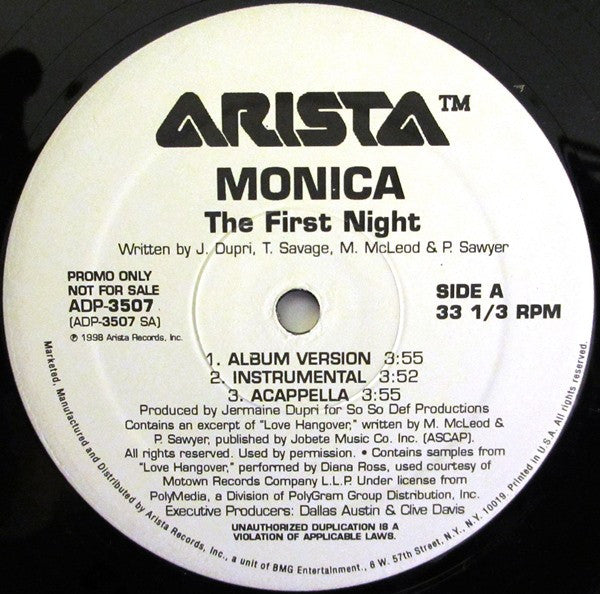 ARISTA™
MONICA
The First Night
Written by J. Dupri, T. Savage, M. McLeod & P. Sawyer
PROMO ONLY
NOT FOR SALE
ADP-3507
(ADP-3507 SA)
℗ 1998 Arista Records, Inc.
SIDE A
33 1/3 RPM
1. ALBUM VERSION 3:55
2. INSTRUMENTAL 3:52
3. ACAPPELLA 3:55
Produced by Jermaine Dupri for So So Def Productions
Contains an excerpt of "Love Hangover," written by M. McLeod &
P. Sawyer, published by Jobete Music Co. Inc. (ASCAP).
All rights reserved. Used by permission. • Contains samples from
"Love Hangover," performed by Diana Ross, used courtesy of
Motown Records Company L.L.P. Under license from
PolyMedia, a Division of PolyGram Group Distribution, Inc.
Executive Producers: Dallas Austin & Clive Davis
UNAUTHORIZED DUPLICATION IS A
VIOLATION OF APPLICABLE LAWS.
Marketed, Manufactured and Distributed by Arista Records, Inc., a unit of BMG Entertainment., 6 W. 57th Street, N.Y., N.Y. 10019. Printed in U.S.A. All rights reserved.